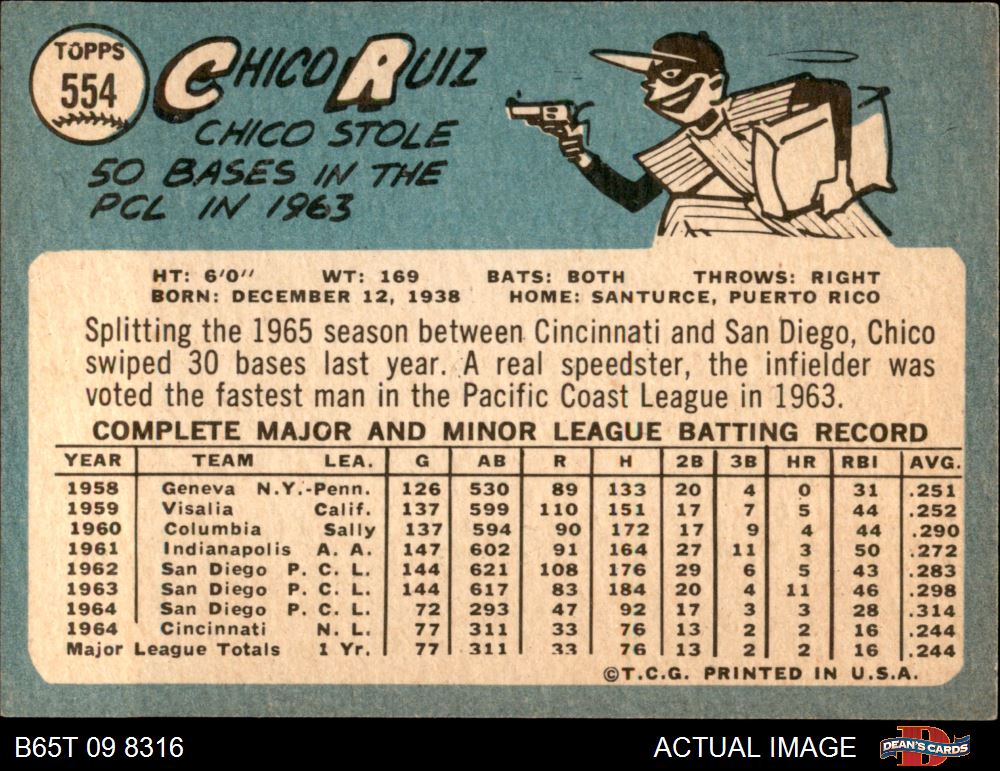 TOPPS
554
CHICO RUIZ
CHICO STOLE
50 BASES IN THE
PCL IN 1963
HT: 6'0" WT: 169 BATS: BOTH THROWS: RIGHT
BORN: DECEMBER 12, 1938 HOME: SANTURCE, PUERTO RICO
Splitting the 1965 season between Cincinnati and San Diego, Chico
swiped 30 bases last year. A real speedster, the infielder was
voted the fastest man in the Pacific Coast League in 1963.
COMPLETE MAJOR AND MINOR LEAGUE BATTING RECORD
YEAR TEAM LEA. G AB R H 2B 3B HR RBI AVG.
1958 Geneva N.Y.-Penn. 126 530 89 133 20 4 0 31 .251
1959 Visalia Calif. 137 599 110 151 17 7 5 44 .252
1960 Columbia Sally 137 594 90 172 17 9 4 44 .290
1961 Indianapolis A. A. 147 602 91 164 27 11 3 50 .272
1962 San Diego P. C. L. 144 621 108 176 29 6 5 43 .283
1963 San Diego P. C. L. 144 617 83 184 20 4 11 46 .298
1964 San Diego P. C. L. 72 293 47 92 17 3 3 28 .314
1964 Cincinnati N. L. 77 311 33 76 13 2 2 16 .244
Major League Totals 1 Yr. 77 311 33 76 13 2 2 16 .244
©T.C.G. PRINTED IN U.S.A.
B65T 09 8316 ACTUAL IMAGE DEAN'S CARDS